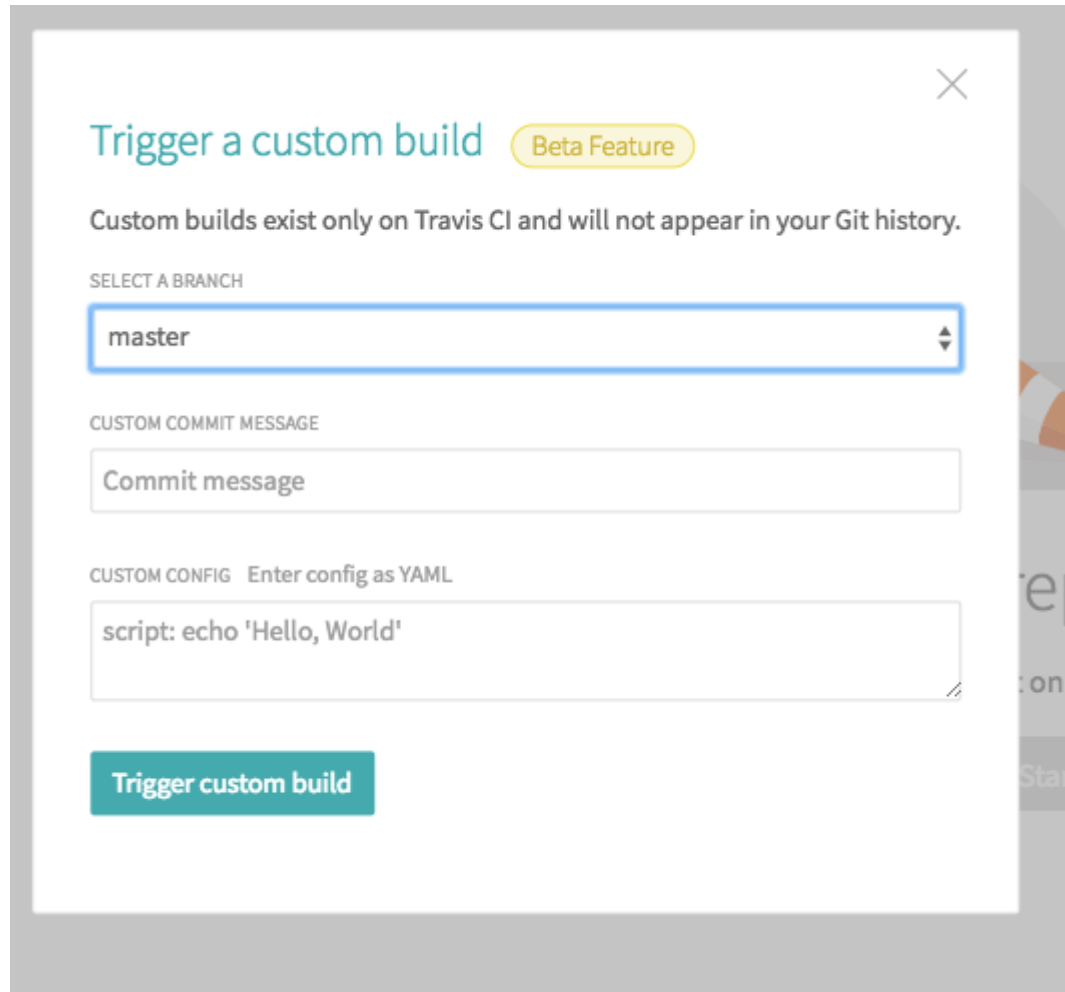 Trigger a custom build Beta Feature
Custom builds exist only on Travis CI and will not appear in your Git history.
SELECT A BRANCH
master
CUSTOM COMMIT MESSAGE
Commit message
CUSTOM CONFIG Enter config as YAML
script: echo 'Hello, World'
on
Trigger custom build